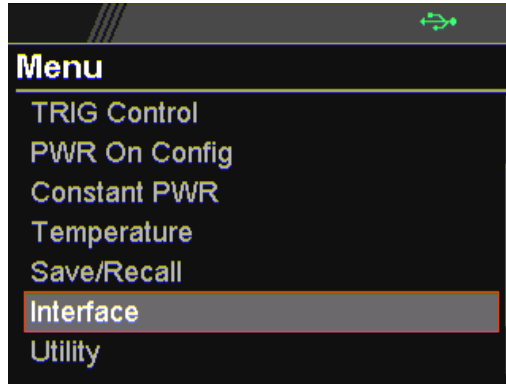 Menu
TRIG Control
PWR On Config
Constant PWR
Temperature
Save/Recall
Interface
Utility